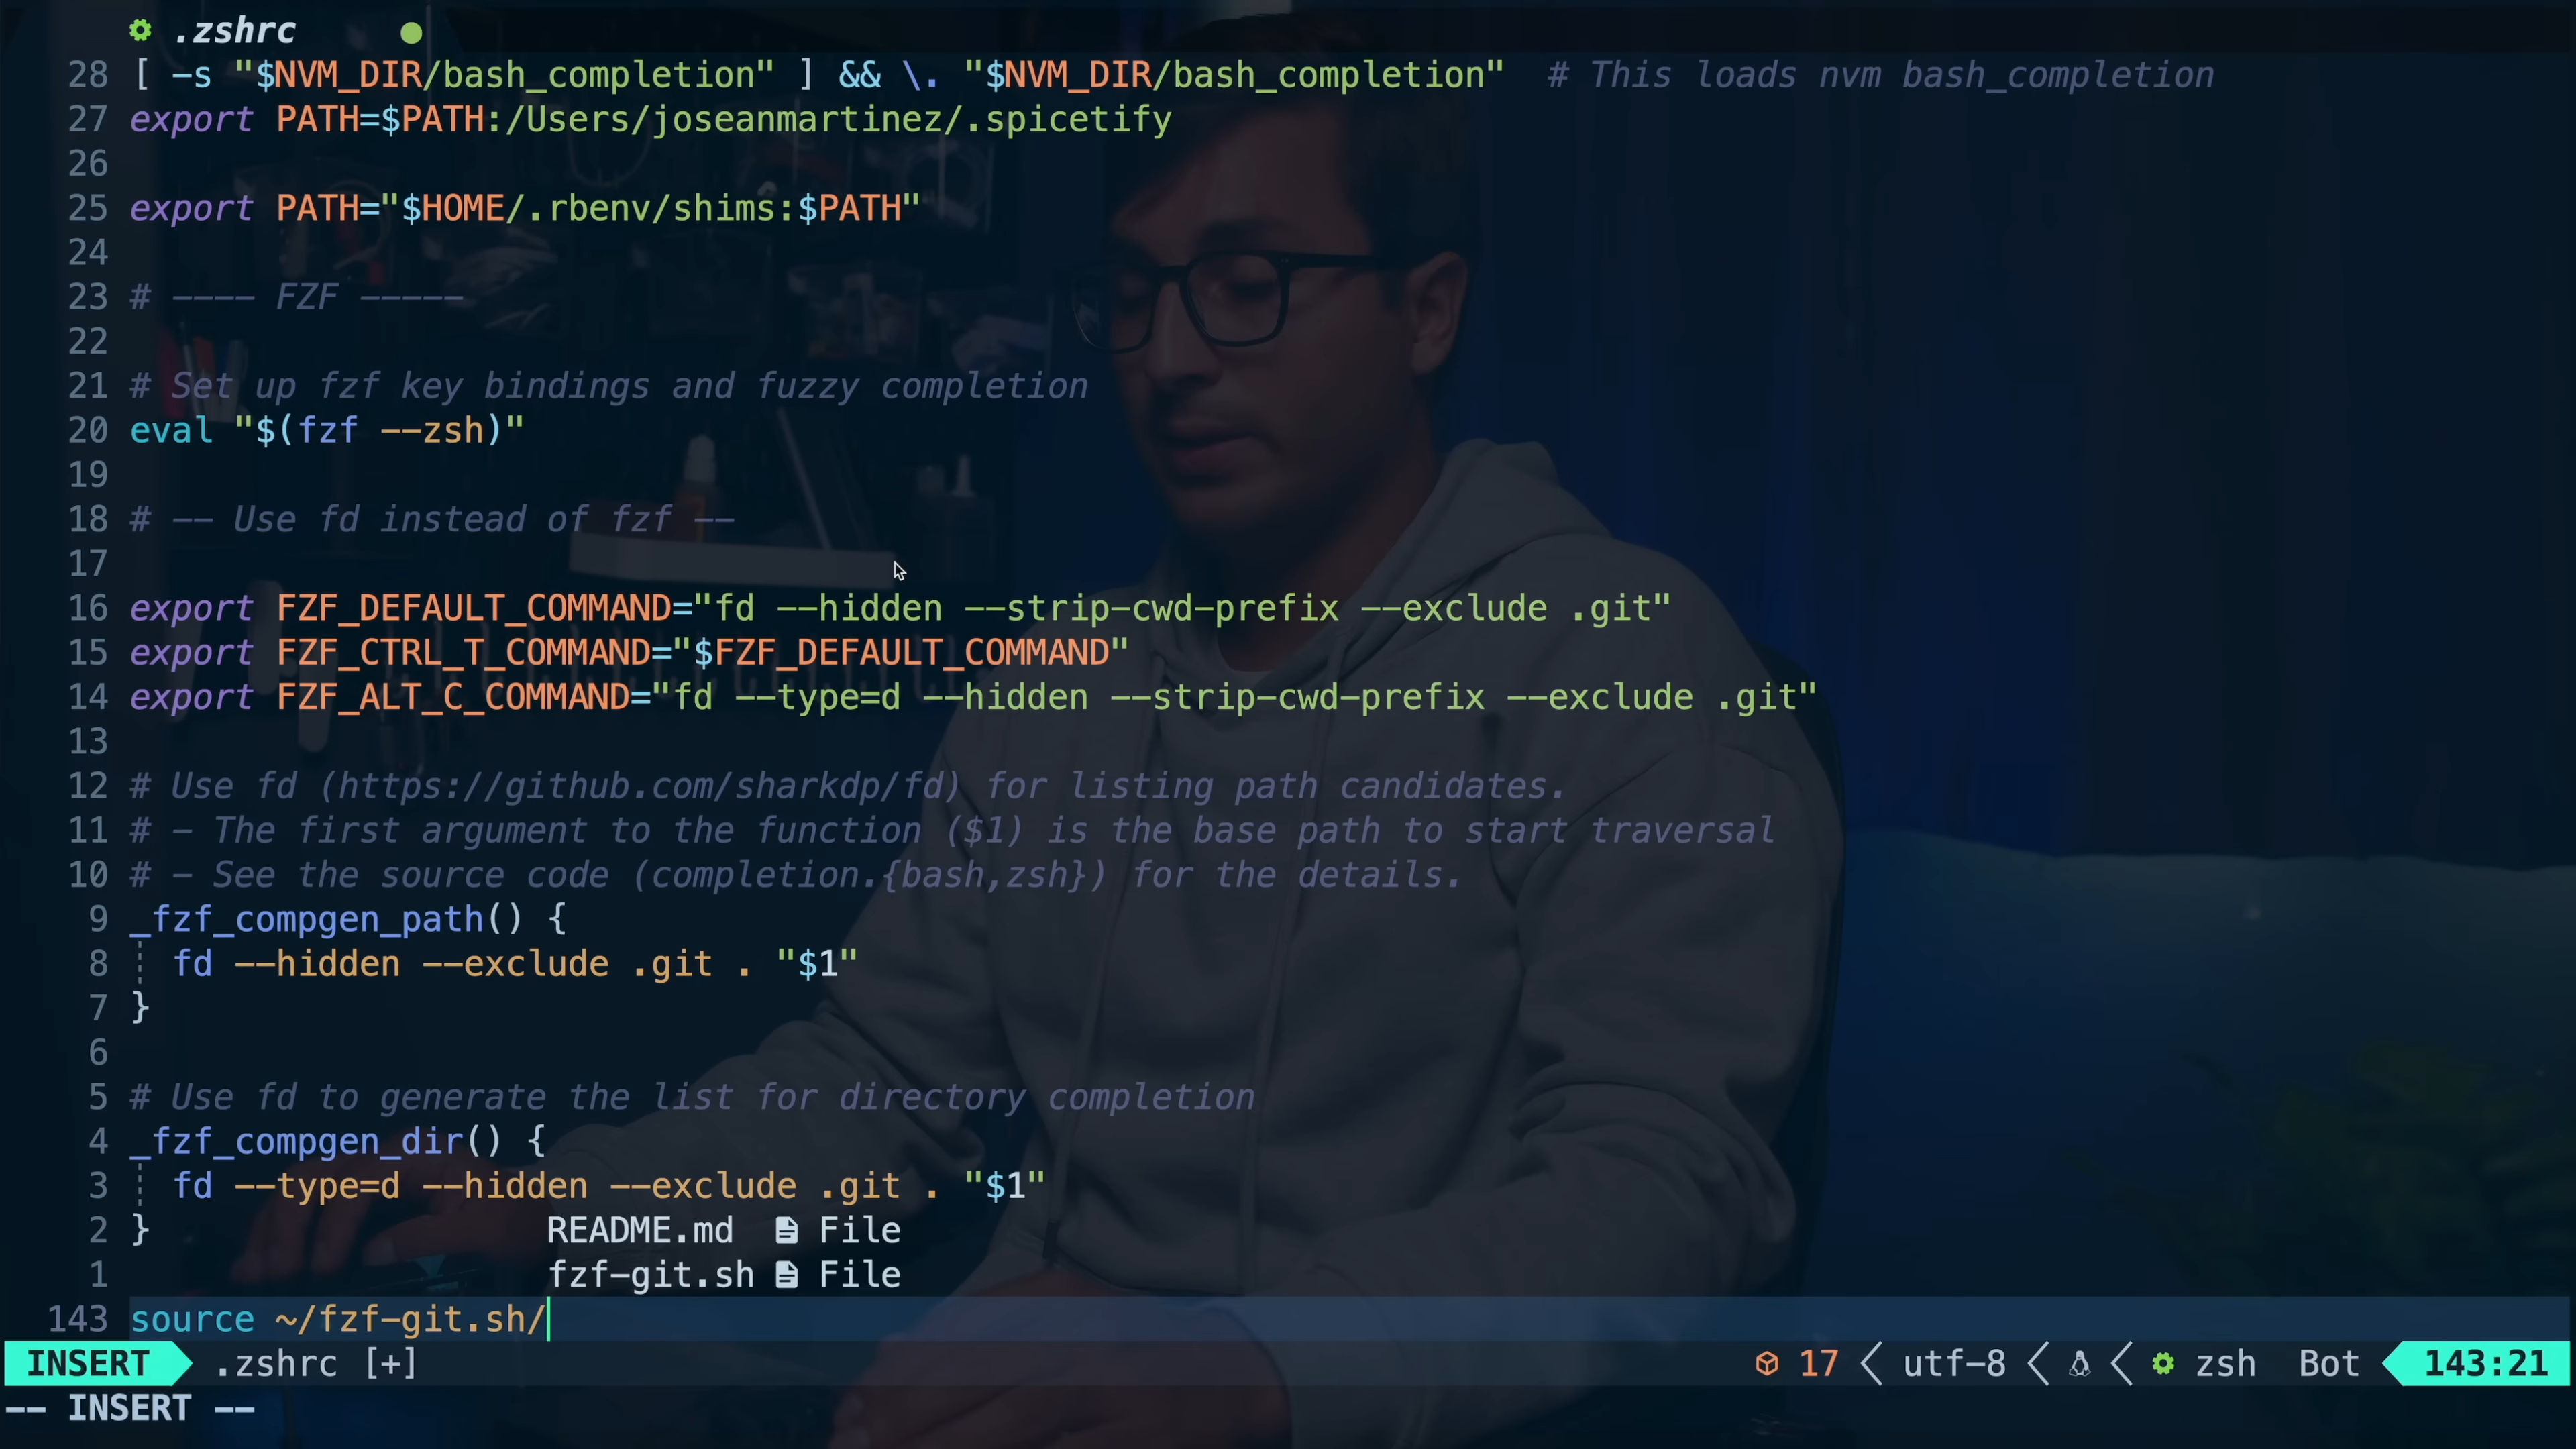 .zshrc
28 [ -s "$NVM_DIR/bash_completion" ] && \. "$NVM_DIR/bash_completion"  # This loads nvm bash_completion
27 export PATH=$PATH:/Users/joseanmartinez/.spicetify
26
25 export PATH="$HOME/.rbenv/shims:$PATH"
24
23 # ---- FZF -----
22
21 # Set up fzf key bindings and fuzzy completion
20 eval "$(fzf --zsh)"
19
18 # -- Use fd instead of fzf --
17
16 export FZF_DEFAULT_COMMAND="fd --hidden --strip-cwd-prefix --exclude .git"
15 export FZF_CTRL_T_COMMAND="$FZF_DEFAULT_COMMAND"
14 export FZF_ALT_C_COMMAND="fd --type=d --hidden --strip-cwd-prefix --exclude .git"
13
12 # Use fd (https://github.com/sharkdp/fd) for listing path candidates.
11 # - The first argument to the function ($1) is the base path to start traversal
10 # - See the source code (completion.{bash,zsh}) for the details.
9 _fzf_compgen_path() {
8   fd --hidden --exclude .git . "$1"
7 }
6
5 # Use fd to generate the list for directory completion
4 _fzf_compgen_dir() {
3   fd --type=d --hidden --exclude .git . "$1"
2 } README.md File
1 fzf-git.sh File
143 source ~/fzf-git.sh/
INSERT .zshrc [+] 17 utf-8 zsh Bot 143:21
-- INSERT --